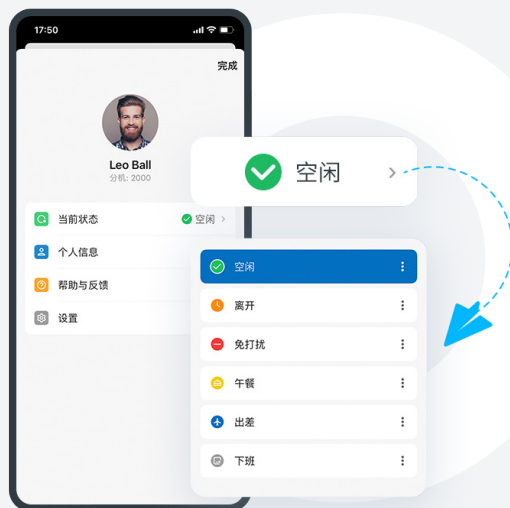 17:50
完成
Leo Ball
分机: 2000
空闲
当前状态
空闲
个人信息
帮助与反馈
设置
空闲
离开
免打扰
午餐
出差
下班